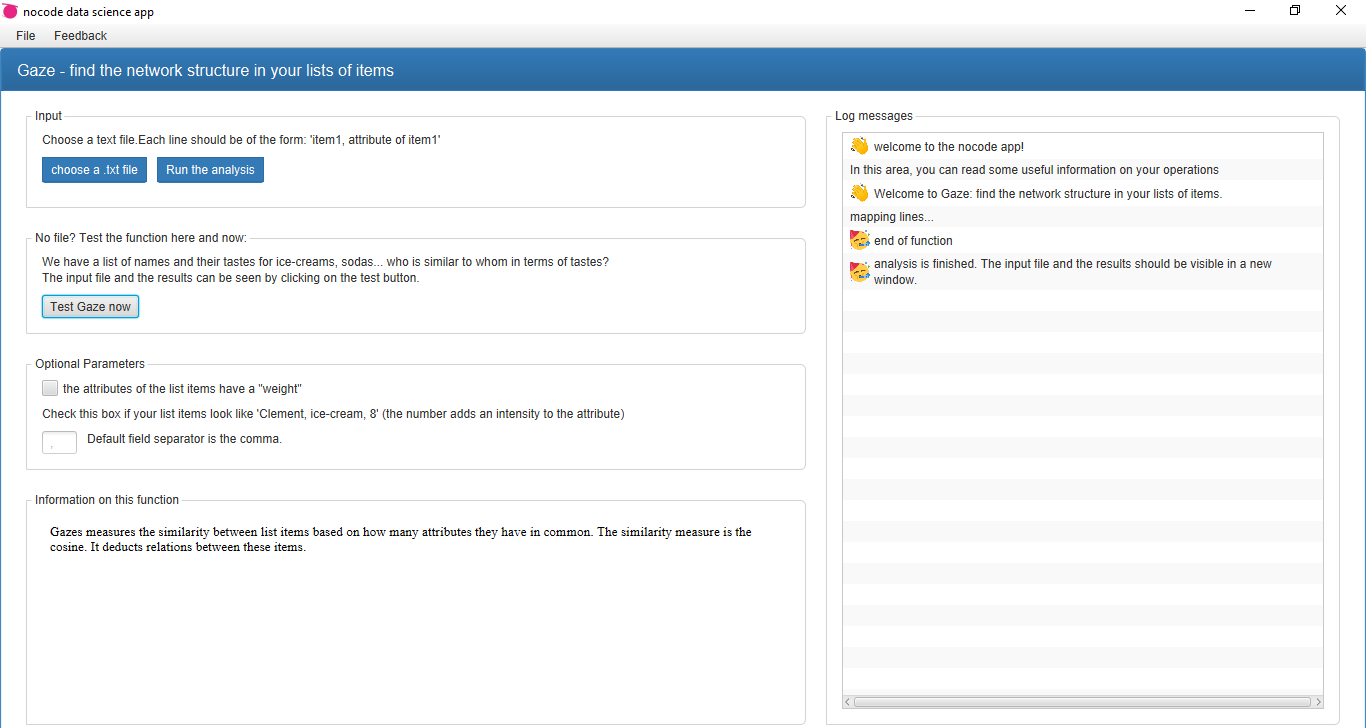 nocode data science app
File Feedback
Gaze - find the network structure in your lists of items
Input
Choose a text file.Each line should be of the form: 'item1, attribute of item1'
choose a .txt file Run the analysis
No file? Test the function here and now:
We have a list of names and their tastes for ice-creams, sodas... who is similar to whom in terms of tastes?
The input file and the results can be seen by clicking on the test button.
Test Gaze now
Optional Parameters
the attributes of the list items have a "weight"
Check this box if your list items look like 'Clement, ice-cream, 8' (the number adds an intensity to the attribute)
, Default field separator is the comma.
Information on this function
Gazes measures the similarity between list items based on how many attributes they have in common. The similarity measure is the
cosine. It deducts relations between these items.
Log messages
welcome to the nocode app!
In this area, you can read some useful information on your operations
Welcome to Gaze: find the network structure in your lists of items.
mapping lines...
end of function
analysis is finished. The input file and the results should be visible in a new
window.